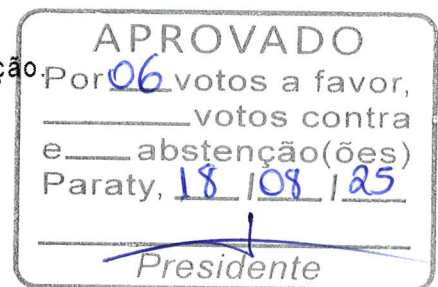 ção.
APROVADO
Por 06 votos a favor,
votos contra
e abstenção(ões)
Paraty, 18 / 08 / 25
Presidente